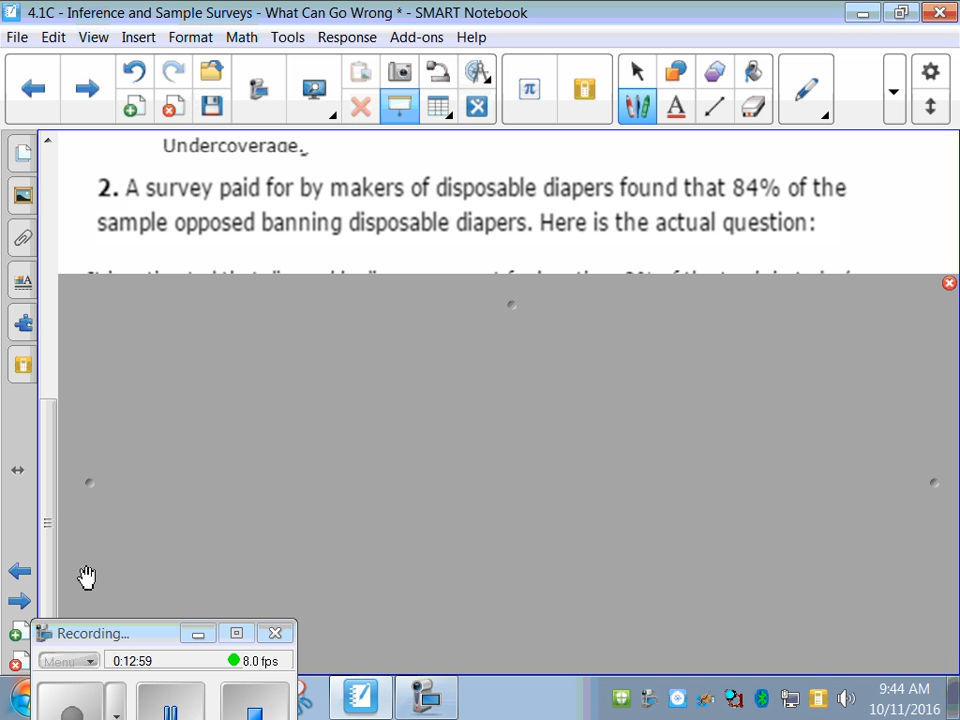 4.1C - Inference and Sample Surveys - What Can Go Wrong * - SMART Notebook
File Edit View Insert Format Math Tools Response Add-ons Help
π
A
Undercoverage.
2. A survey paid for by makers of disposable diapers found that 84% of the
sample opposed banning disposable diapers. Here is the actual question:
Recording...
Menu 0:12:59 8.0 fps
9:44 AM
10/11/2016